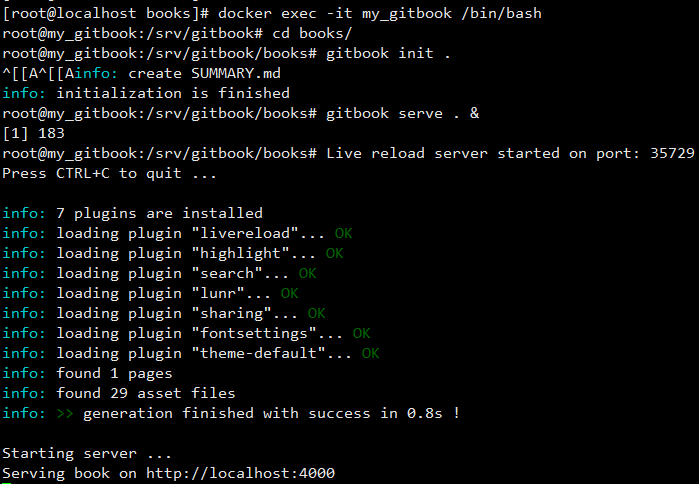 [root@localhost books]# docker exec -it my_gitbook /bin/bash
root@my_gitbook:/srv/gitbook# cd books/
root@my_gitbook:/srv/gitbook/books# gitbook init .
^[[A^[[Ainfo: create SUMMARY.md
info: initialization is finished
root@my_gitbook:/srv/gitbook/books# gitbook serve . &
[1] 183
root@my_gitbook:/srv/gitbook/books# Live reload server started on port: 35729
Press CTRL+C to quit ...
info: 7 plugins are installed
info: loading plugin "livereload"... OK
info: loading plugin "highlight"... OK
info: loading plugin "search"... OK
info: loading plugin "lunr"... OK
info: loading plugin "sharing"... OK
info: loading plugin "fontsettings"... OK
info: loading plugin "theme-default"... OK
info: found 1 pages
info: found 29 asset files
info: >> generation finished with success in 0.8s !
Starting server ...
Serving book on http://localhost:4000